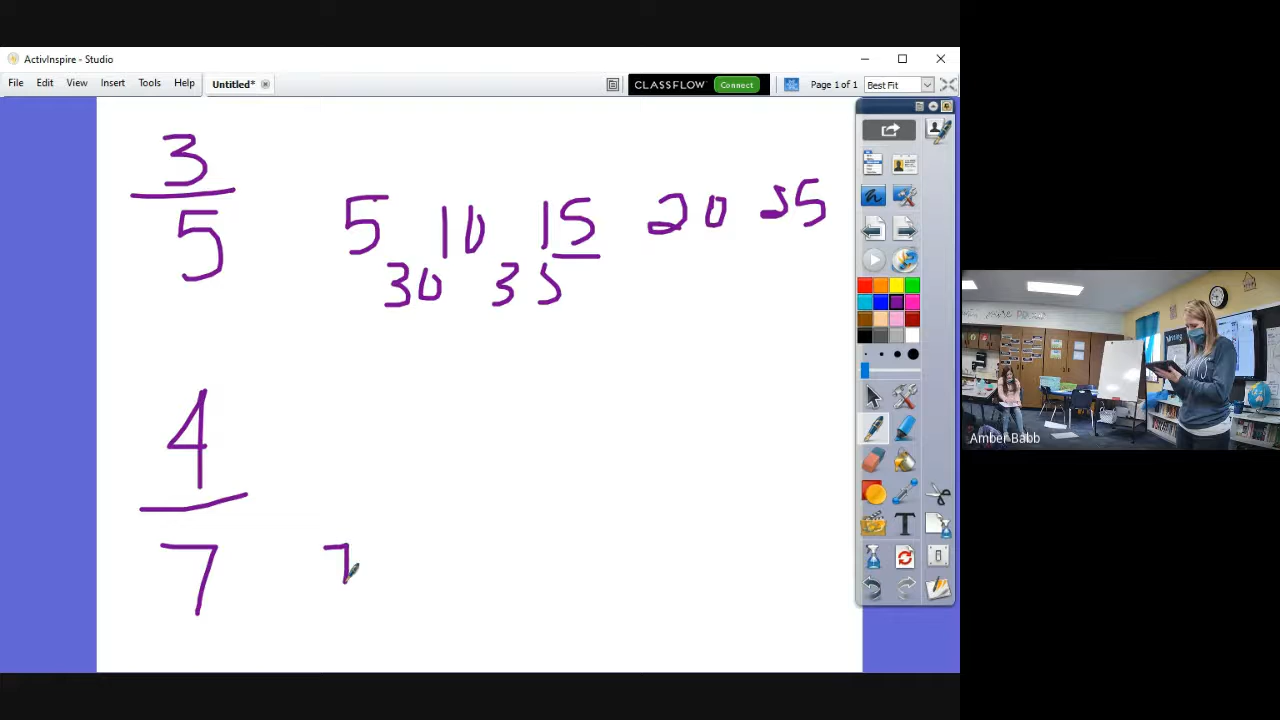 ActivInspire - Studio
File Edit View Insert Tools Help Untitled* CLASSFLOW Connect Page 1 of 1 Best Fit
3
5
5 10 15 20 25
30 35
4
7
7
T
Writing
Amber Babb